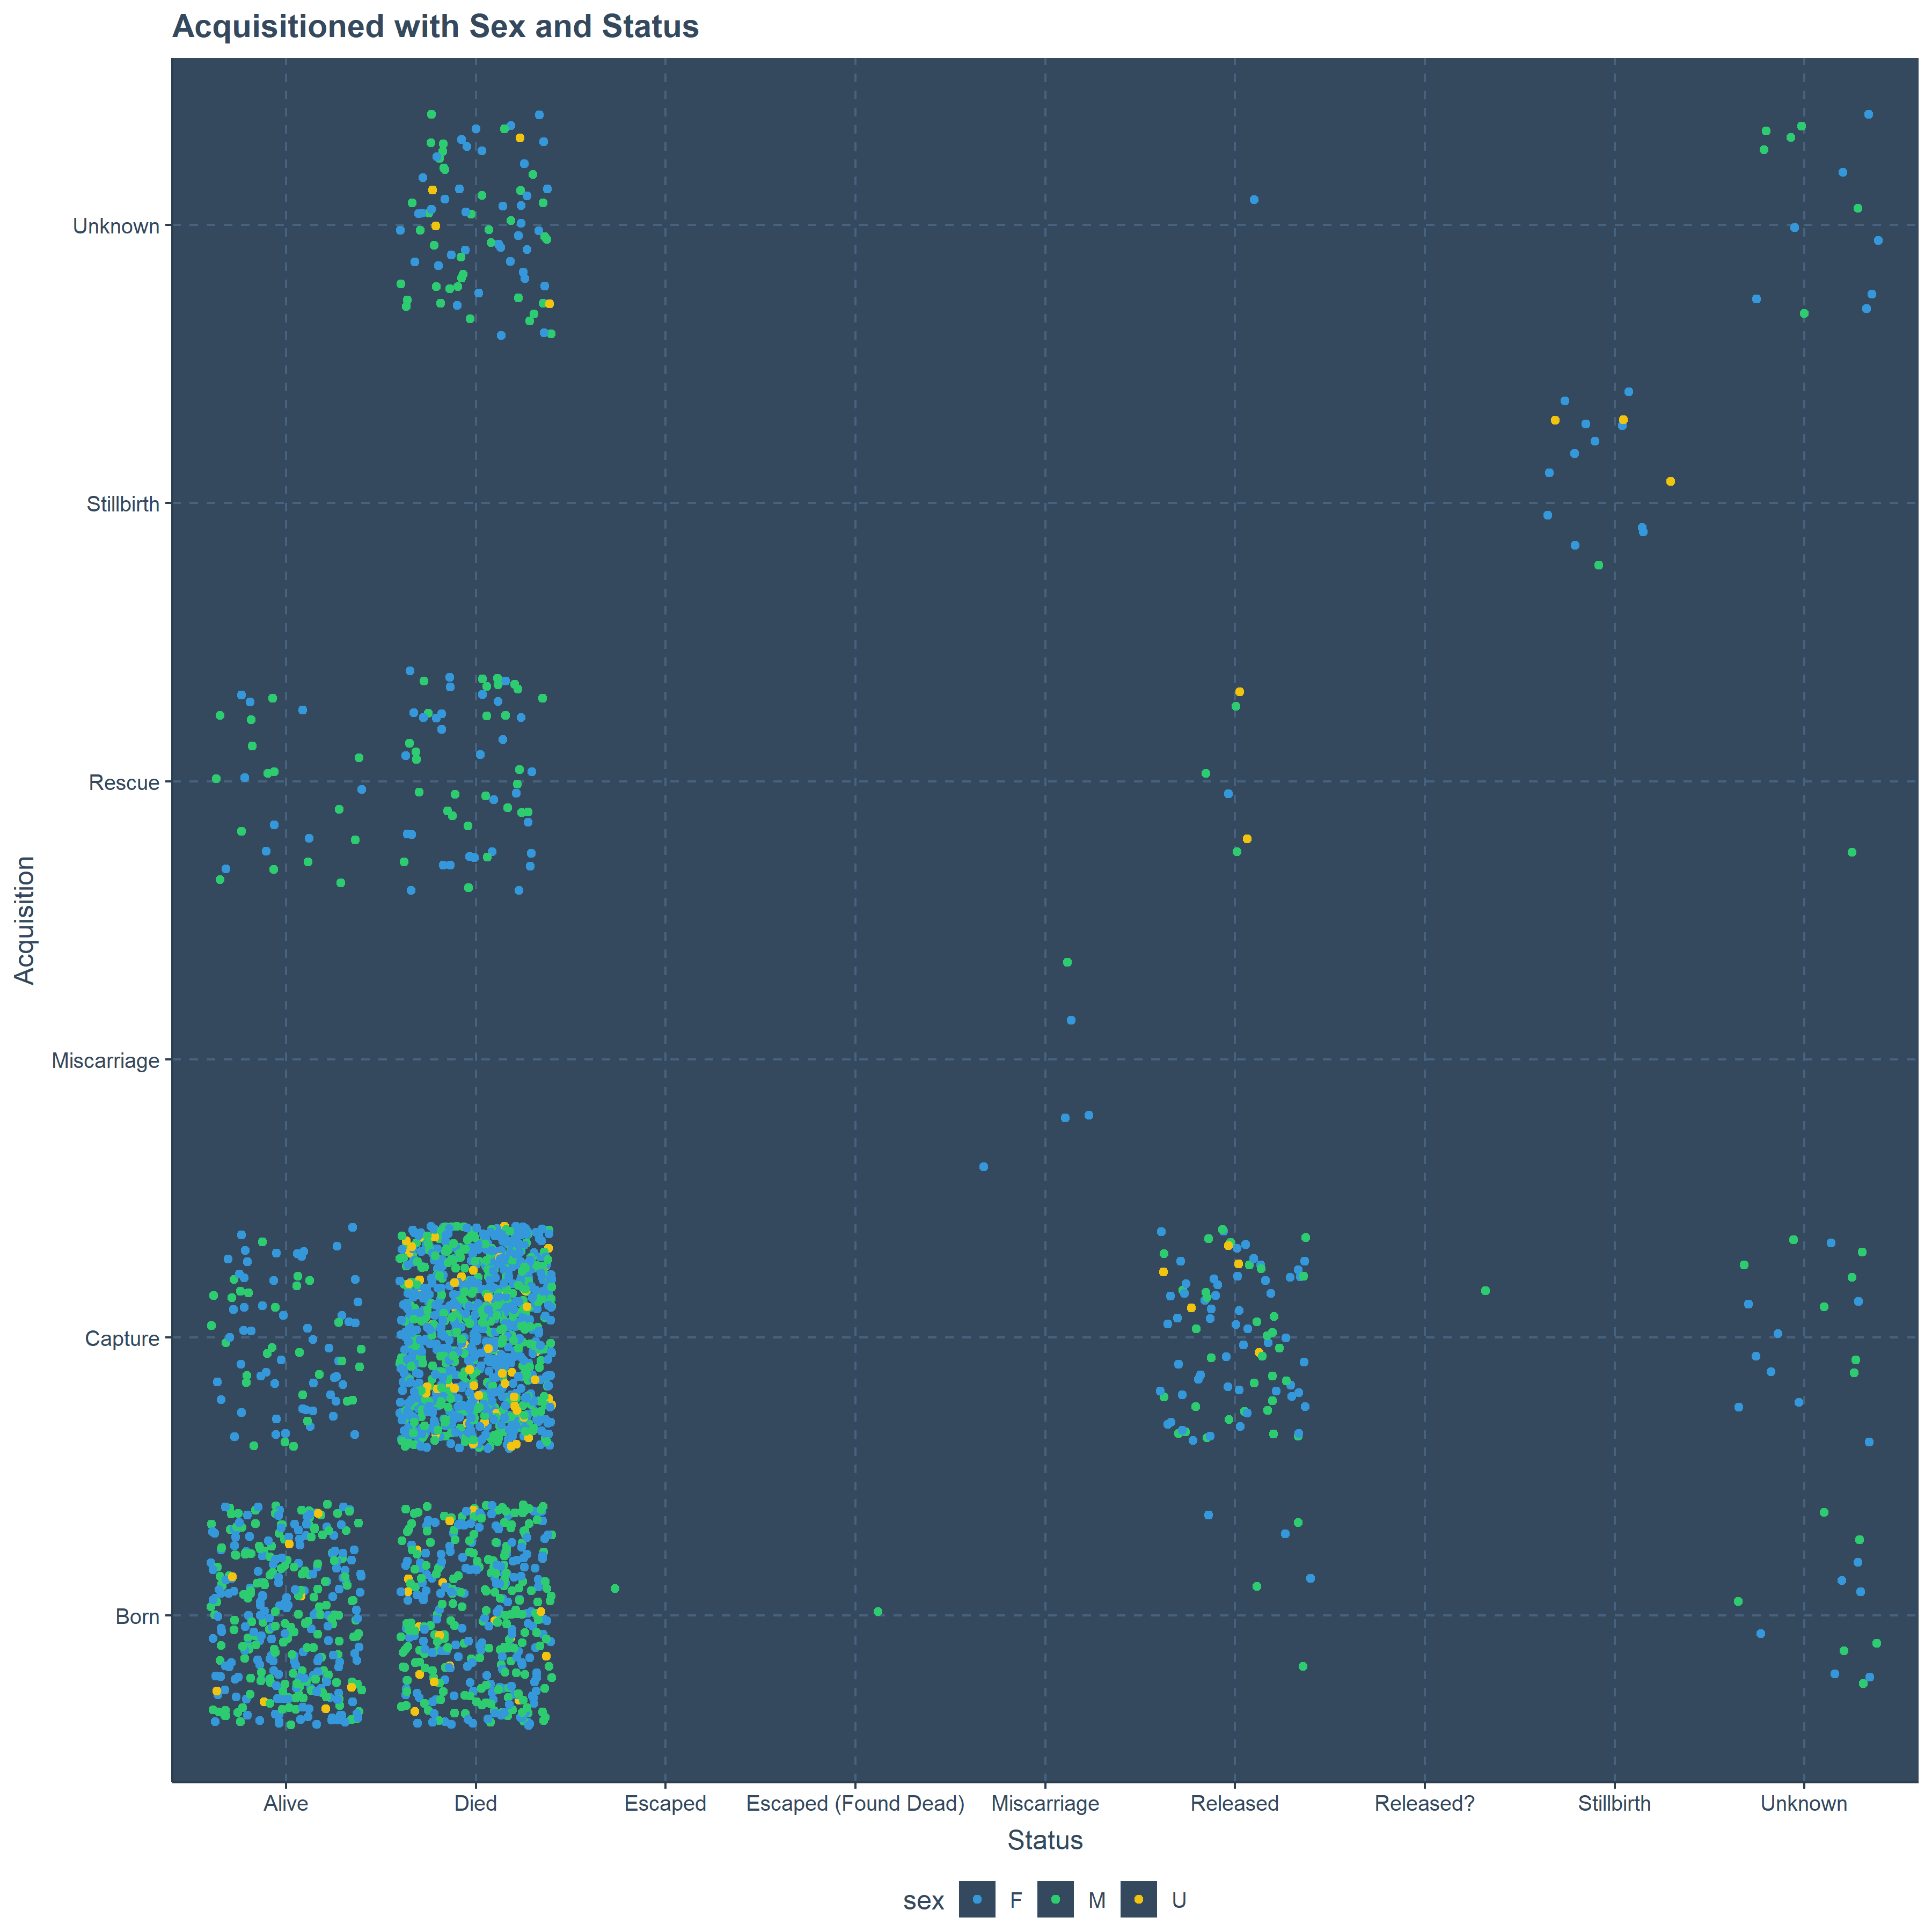 Acquisitioned with Sex and Status
Acquisition
Unknown
Stillbirth
Rescue
Miscarriage
Capture
Born
Alive Died Escaped Escaped (Found Dead) Miscarriage Released Released? Stillbirth Unknown
Status
sex F M U